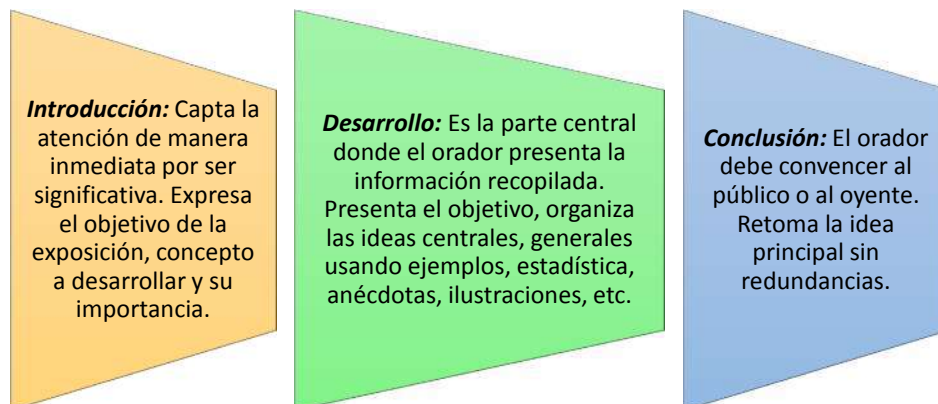 Introducción: Capta la
atención de manera
inmediata por ser
significativa. Expresa
el objetivo de la
exposición, concepto
a desarrollar y su
importancia.
Desarrollo: Es la parte central
donde el orador presenta la
información recopilada.
Presenta el objetivo, organiza
las ideas centrales, generales
usando ejemplos, estadística,
anécdotas, ilustraciones, etc.
Conclusión: El orador
debe convencer al
público o al oyente.
Retoma la idea
principal sin
redundancias.